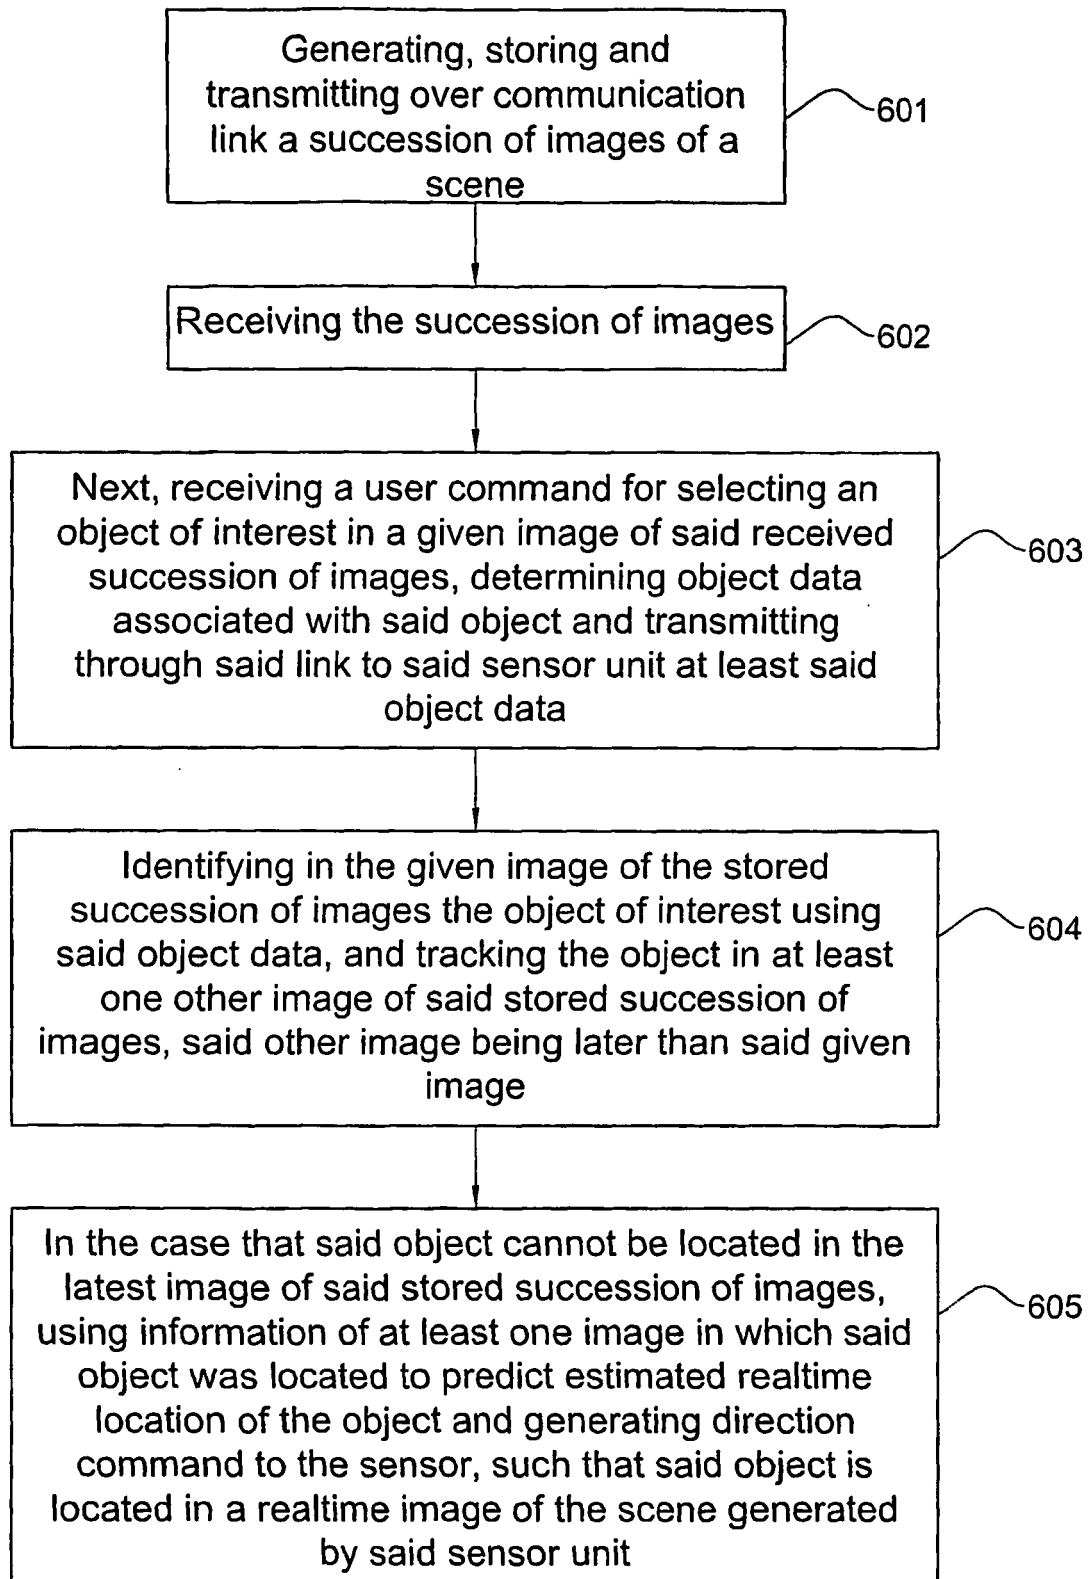 Generating, storing and
transmitting over communication
link a succession of images of a
scene
601
Receiving the succession of images
602
Next, receiving a user command for selecting an
object of interest in a given image of said received
succession of images, determining object data
associated with said object and transmitting
through said link to said sensor unit at least said
object data
603
Identifying in the given image of the stored
succession of images the object of interest using
said object data, and tracking the object in at least
one other image of said stored succession of
images, said other image being later than said given
image
604
In the case that said object cannot be located in the
latest image of said stored succession of images,
using information of at least one image in which said
object was located to predict estimated realtime
location of the object and generating direction
command to the sensor, such that said object is
located in a realtime image of the scene generated
by said sensor unit
605